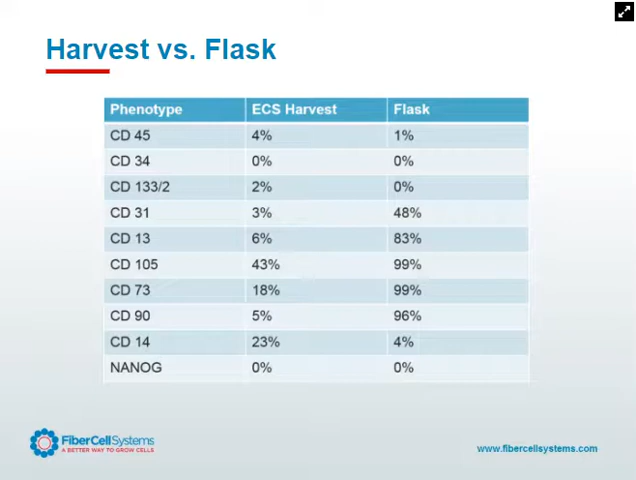 Harvest vs. Flask
Phenotype ECS Harvest Flask
CD 45 4% 1%
CD 34 0% 0%
CD 133/2 2% 0%
CD 31 3% 48%
CD 13 6% 83%
CD 105 43% 99%
CD 73 18% 99%
CD 90 5% 96%
CD 14 23% 4%
NANOG 0% 0%
FiberCellSystems
A BETTER WAY TO GROW CELLS
www.fibercellsystems.com